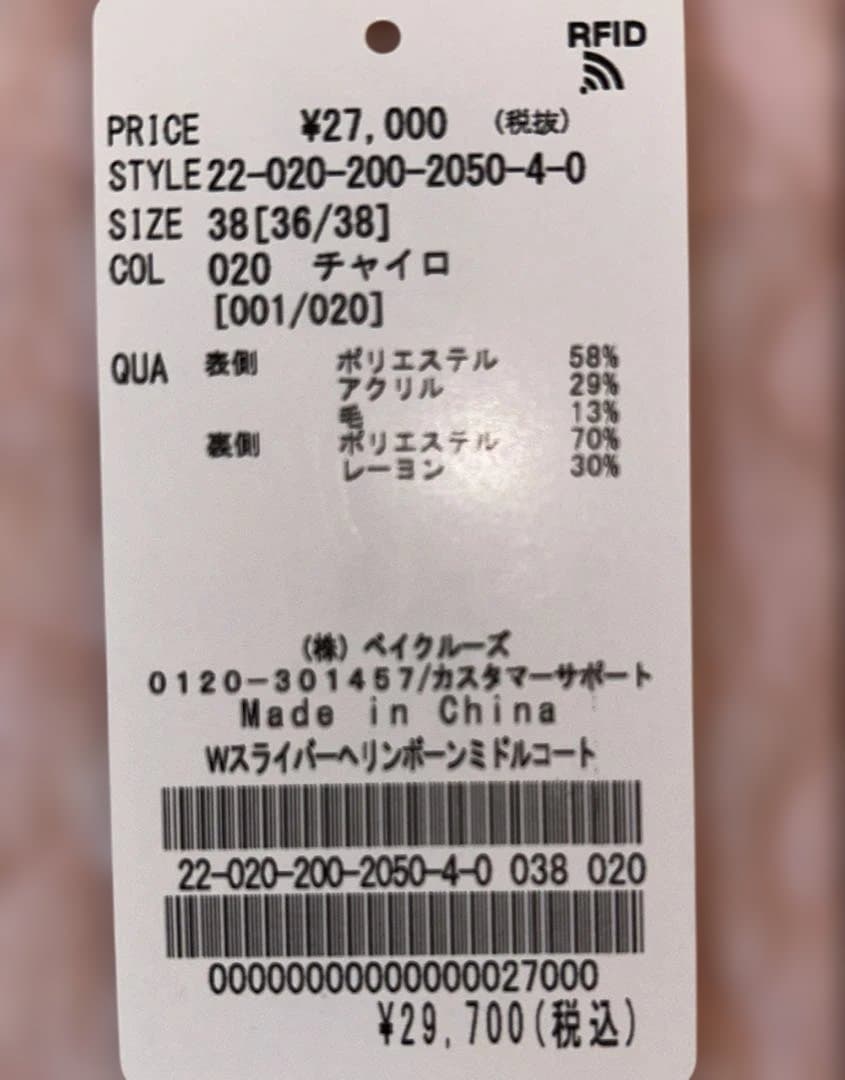 RFID
PRICE ¥27,000 (税抜)
STYLE 22-020-200-2050-4-0
SIZE 38[36/38]
COL 020 チャイロ
[001/020]
QUA 表側 ポリエステル 58%
アクリル 29%
毛 13%
裏側 ポリエステル 70%
レーヨン 30%
(株) ベイクルーズ
0120-301457/カスタマーサポート
Made in China
Wスライバーヘリンボーンミドルコート
22-020-200-2050-4-0 038 020
00000000000000027000
¥29,700(税込)